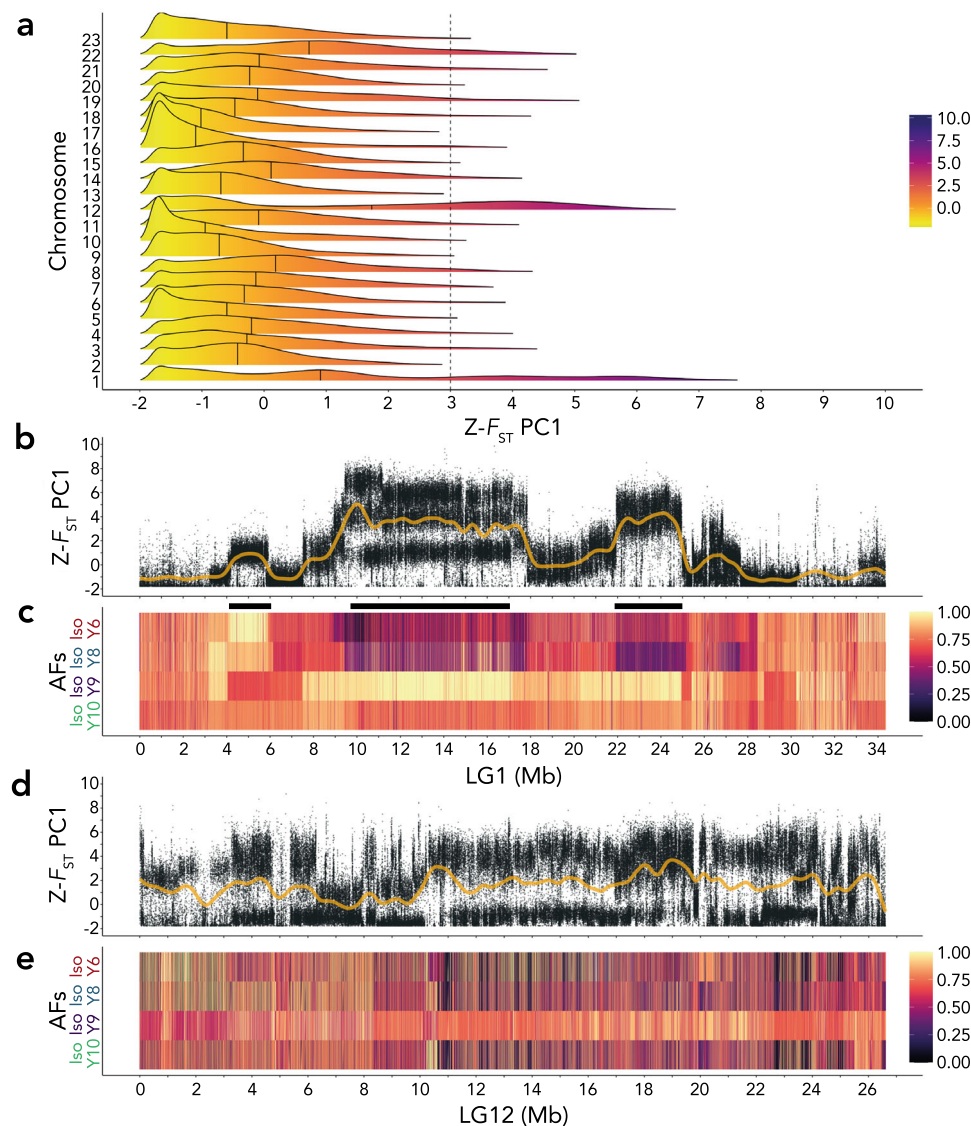 a
Chromosome
23
22
21
20
19
18
17
16
15
14
13
12
11
10
9
8
7
6
5
4
3
2
1
-2 -1 0 1 2 3 4 5 6 7 8 9 10
Z-FST PC1
10.0
7.5
5.0
2.5
0.0
b
Z-FST PC1
10
8
6
4
2
0
-2
c
AFs
Iso Y6
Iso Y8
Iso Y9
Iso Y10
1.00
0.75
0.50
0.25
0.00
0 2 4 6 8 10 12 14 16 18 20 22 24 26 28 30 32 34
LG1 (Mb)
d
Z-FST PC1
10
8
6
4
2
0
-2
e
AFs
Iso Y6
Iso Y8
Iso Y9
Iso Y10
1.00
0.75
0.50
0.25
0.00
0 2 4 6 8 10 12 14 16 18 20 22 24 26
LG12 (Mb)